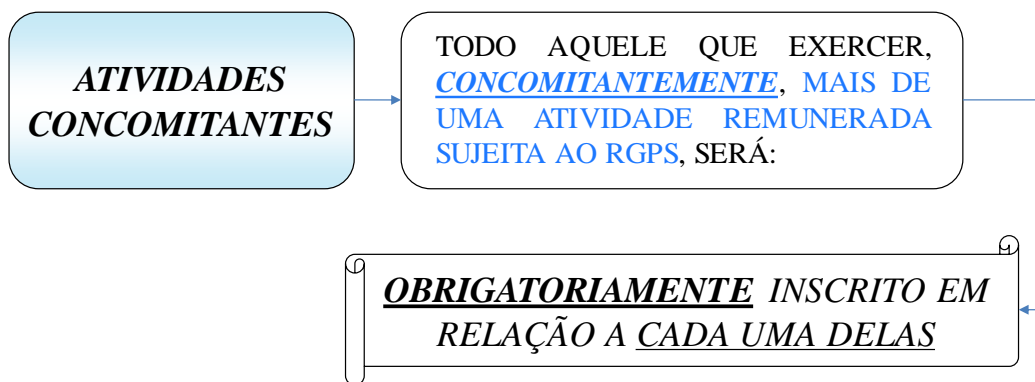 ATIVIDADES
CONCOMITANTES
TODO AQUELE QUE EXERCER,
CONCOMITANTEMENTE, MAIS DE
UMA ATIVIDADE REMUNERADA
SUJEITA AO RGPS, SERÁ:
OBRIGATORIAMENTE INSCRITO EM
RELAÇÃO A CADA UMA DELAS